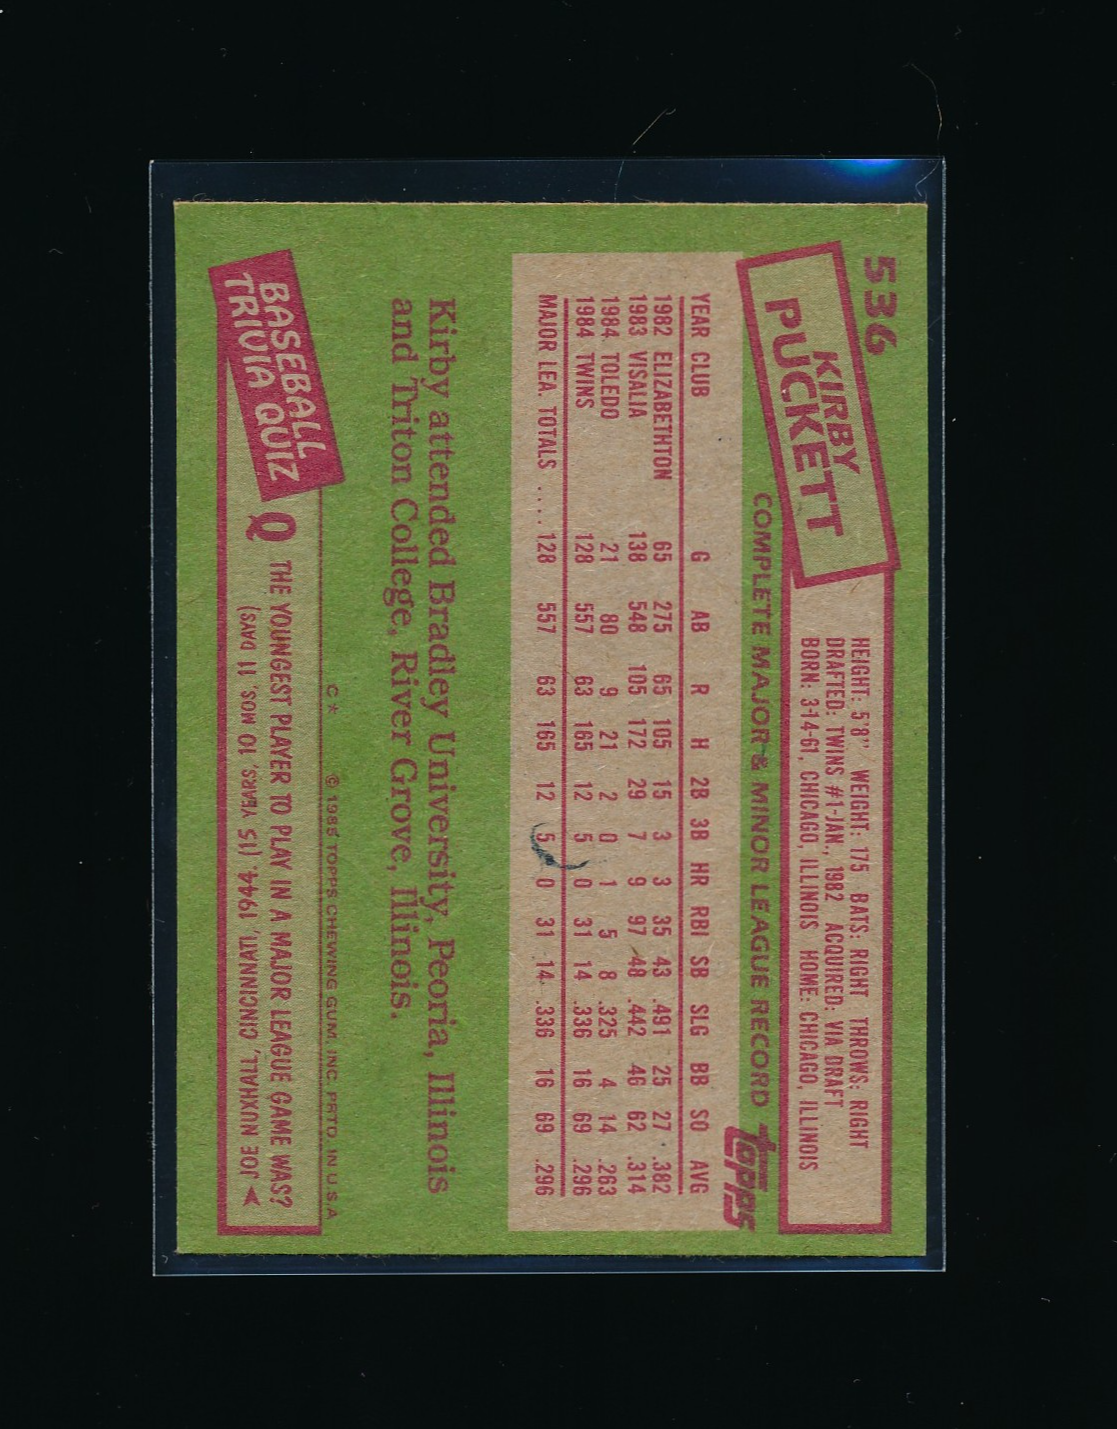 536
KIRBY
PUCKETT
HEIGHT: 5'8" WEIGHT: 175 BATS: RIGHT THROWS: RIGHT
DRAFTED: TWINS #1-JAN., 1982 ACQUIRED: VIA DRAFT
BORN: 3-14-61, CHICAGO, ILLINOIS HOME: CHICAGO, ILLINOIS
COMPLETE MAJOR & MINOR LEAGUE RECORD topps
YEAR CLUB G AB R H 2B 3B HR RBI SB SLG BB SO AVG
1982 ELIZABETHTON 65 275 65 105 15 3 3 35 43 .491 25 27 .382
1983 VISALIA 138 548 105 172 29 7 9 97 48 .442 46 62 .314
1984 TOLEDO 21 80 9 21 2 0 1 5 8 .325 4 14 .263
1984 TWINS 128 557 63 165 12 5 0 31 14 .336 16 69 .296
MAJOR LEA. TOTALS ..... 128 557 63 165 12 5 0 31 14 .336 16 69 .296
Kirby attended Bradley University, Peoria, Illinois
and Triton College, River Grove, Illinois.
C* © 1985 TOPPS CHEWING GUM, INC. PRTD. IN U.S.A.
BASEBALL
TRIVIA QUIZ
Q THE YOUNGEST PLAYER TO PLAY IN A MAJOR LEAGUE GAME WAS?
JOE NUXHALL, CINCINNATI, 1944. (15 YEARS, 10 MOS., 11 DAYS)